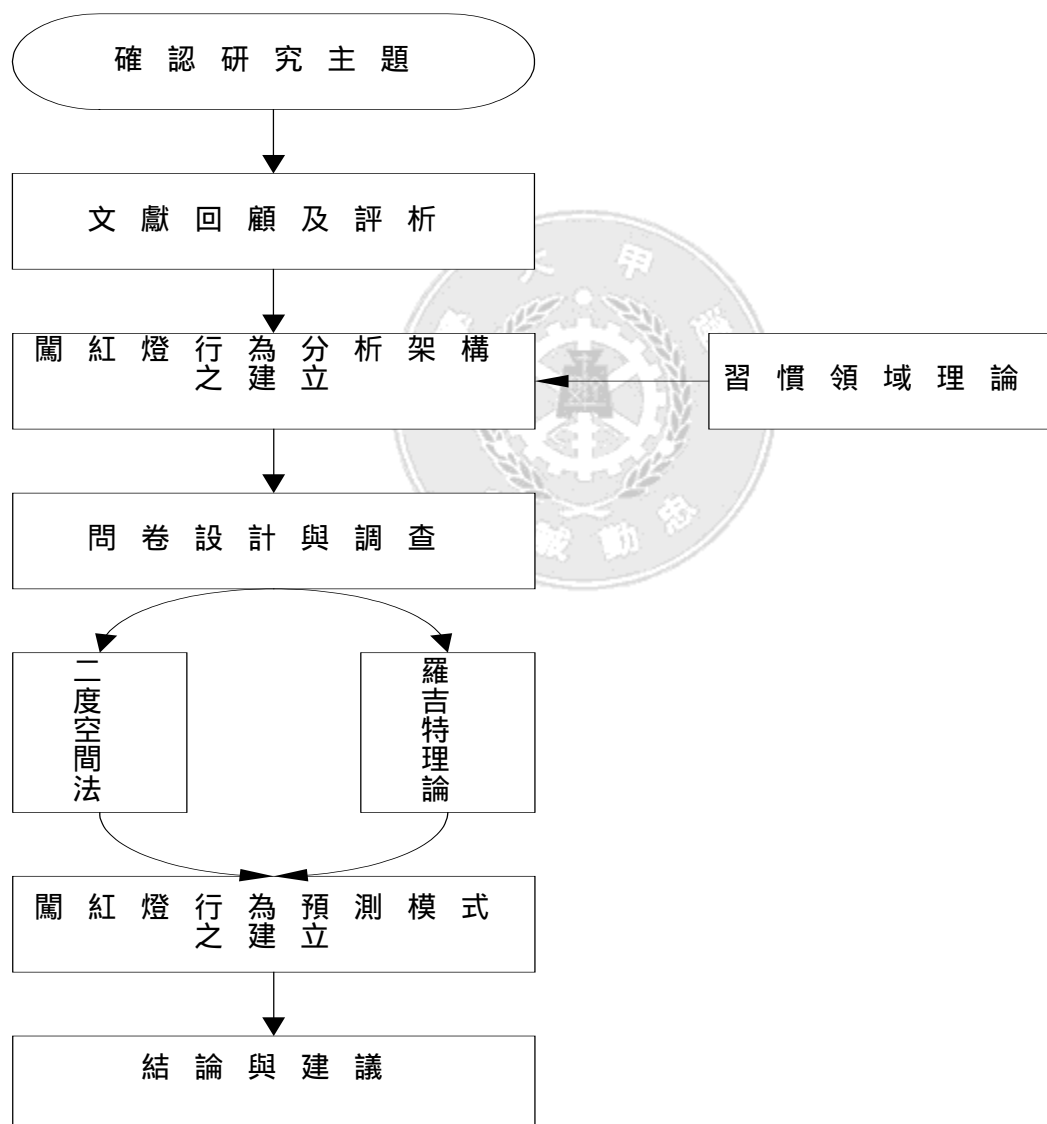 確認研究主題
文獻回顧及評析
闖紅燈行為分析架構
之建立
習慣領域理論
問卷設計與調查
二度空間法
羅吉特理論
闖紅燈行為預測模式
之建立
結論與建議